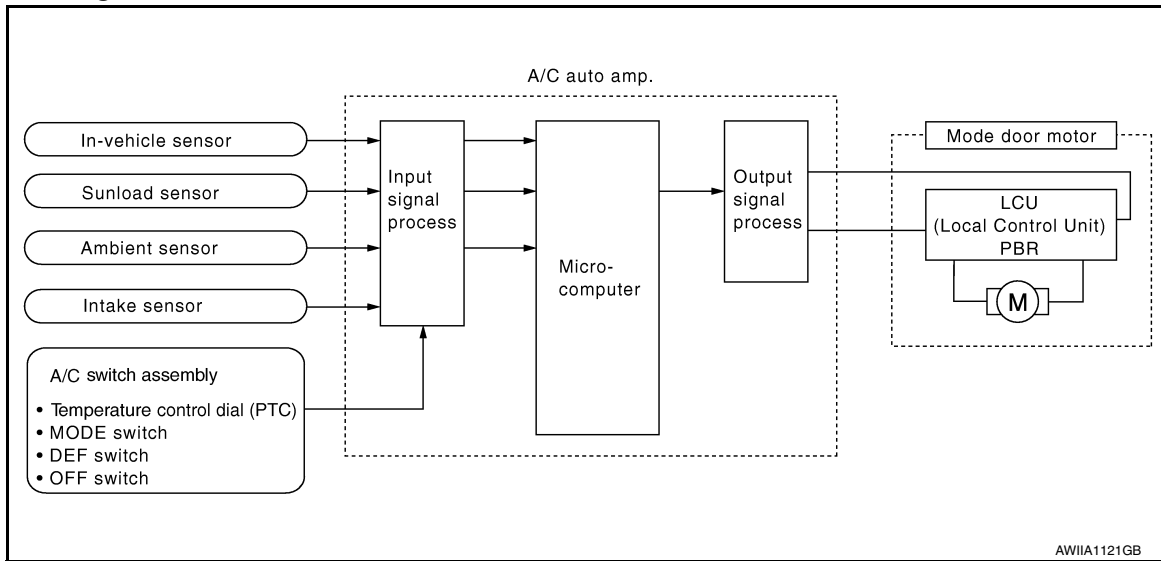 A/C auto amp.
In-vehicle sensor
Sunload sensor
Ambient sensor
Intake sensor
A/C switch assembly
• Temperature control dial (PTC)
• MODE switch
• DEF switch
• OFF switch
Input
signal
process
Micro-
computer
Output
signal
process
Mode door motor
LCU
(Local Control Unit)
PBR
M
AWIIA1121GB